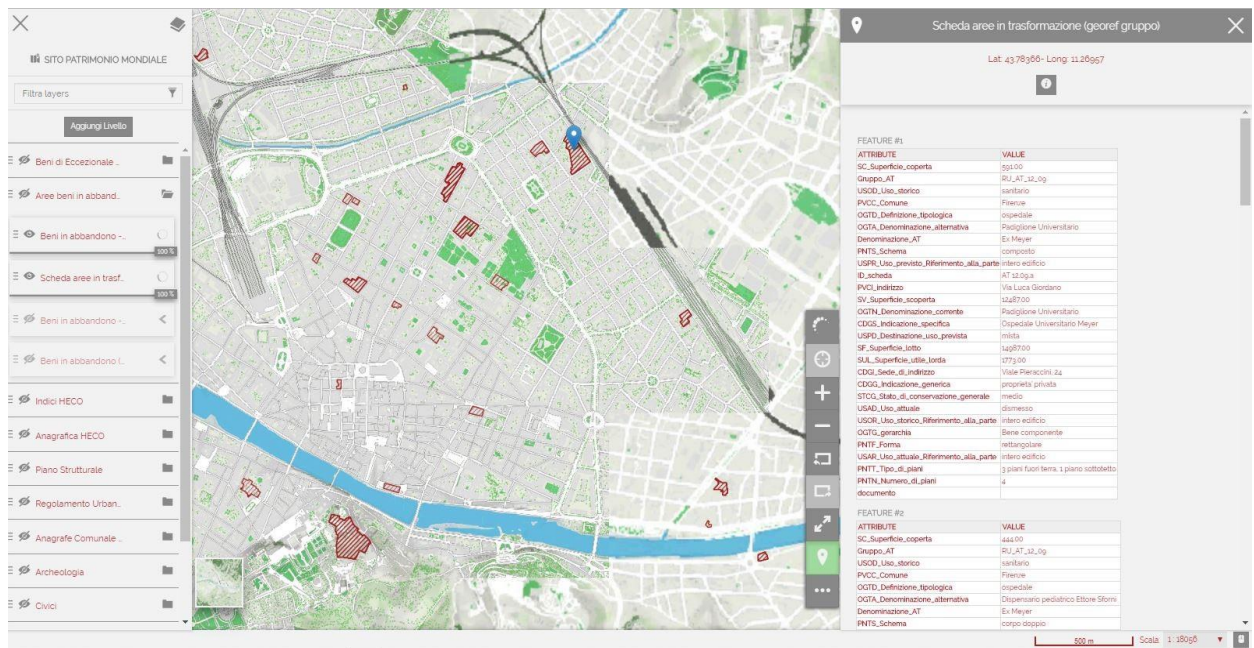 SITO PATRIMONIO MONDIALE
Filtra layers
Aggiungi Livello
Beni di Eccezionale ..
Aree beni in abband..
Beni in abbandono -..
100 %
Scheda aree in trasf..
100 %
Beni in abbandono -..
Beni in abbandono (..
Indici HECO
Anagrafica HECO
Piano Strutturale
Regolamento Urban..
Anagrafe Comunale ..
Archeologia
Civici
Scheda aree in trasformazione (georef gruppo)
Lat: 43.78366- Long: 11.26957
FEATURE #1
ATTRIBUTE VALUE
SC_Superficie_coperta 591.00
Gruppo_AT RU_AT_12_09
USOD_Uso_storico sanitario
PVCC_Comune Firenze
OGTD_Definizione_tipologica ospedale
OGTA_Denominazione_alternativa Padiglione Universitario
Denominazione_AT Ex Meyer
PNTS_Schema composto
USPR_Uso_previsto_Riferimento_alla_parte intero edificio
ID_scheda AT 12.09.a
PVCI_indirizzo Via Luca Giordano
SV_Superficie_scoperta 12487.00
OGTN_Denominazione_corrente Padiglione Universitario
CDGS_Indicazione_specifica Ospedale Universitario Meyer
USPD_Destinazione_uso_prevista mista
SF_Superficie_lotto 14987.00
SUL_Superficie_utile_lorda 1773.00
CDGI_Sede_di_indirizzo Viale Pieraccini, 24
CDGG_Indicazione_generica proprieta' privata
STCG_Stato_di_conservazione_generale medio
USAD_Uso_attuale dismesso
USOR_Uso_storico_Riferimento_alla_parte intero edificio
OGTG_gerarchia Bene componente
PNTF_Forma rettangolare
USAR_Uso_attuale_Riferimento_alla_parte intero edificio
PNTT_Tipo_di_piani 3 piani fuori terra, 1 piano sottotetto
PNTN_Numero_di_piani 4
documento
FEATURE #2
ATTRIBUTE VALUE
SC_Superficie_coperta 444.00
Gruppo_AT RU_AT_12_09
USOD_Uso_storico sanitario
PVCC_Comune Firenze
OGTD_Definizione_tipologica ospedale
OGTA_Denominazione_alternativa Dispensario pediatrico Ettore Sforni
Denominazione_AT Ex Meyer
PNTS_Schema corpo doppio
500 m Scala 1 : 18056